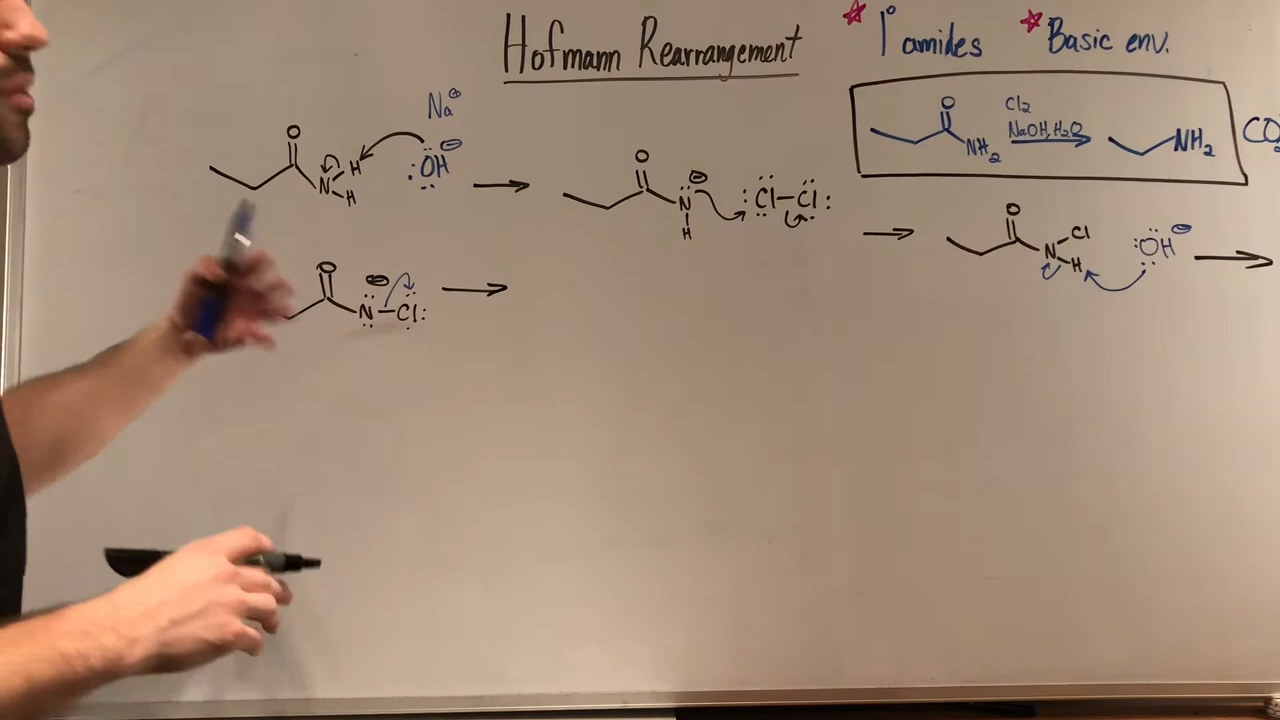 Hofmann Rearrangement
* 1° amides * Basic env.
O NH₂ Cl₂ NaOH, H₂O NH₂ CO₂
Na⊕
O N H H :ÖH ⊖
O N ⊖ H :Cl–Cl:
O N Cl H :ÖH ⊖
O N ⊖ –Cl: